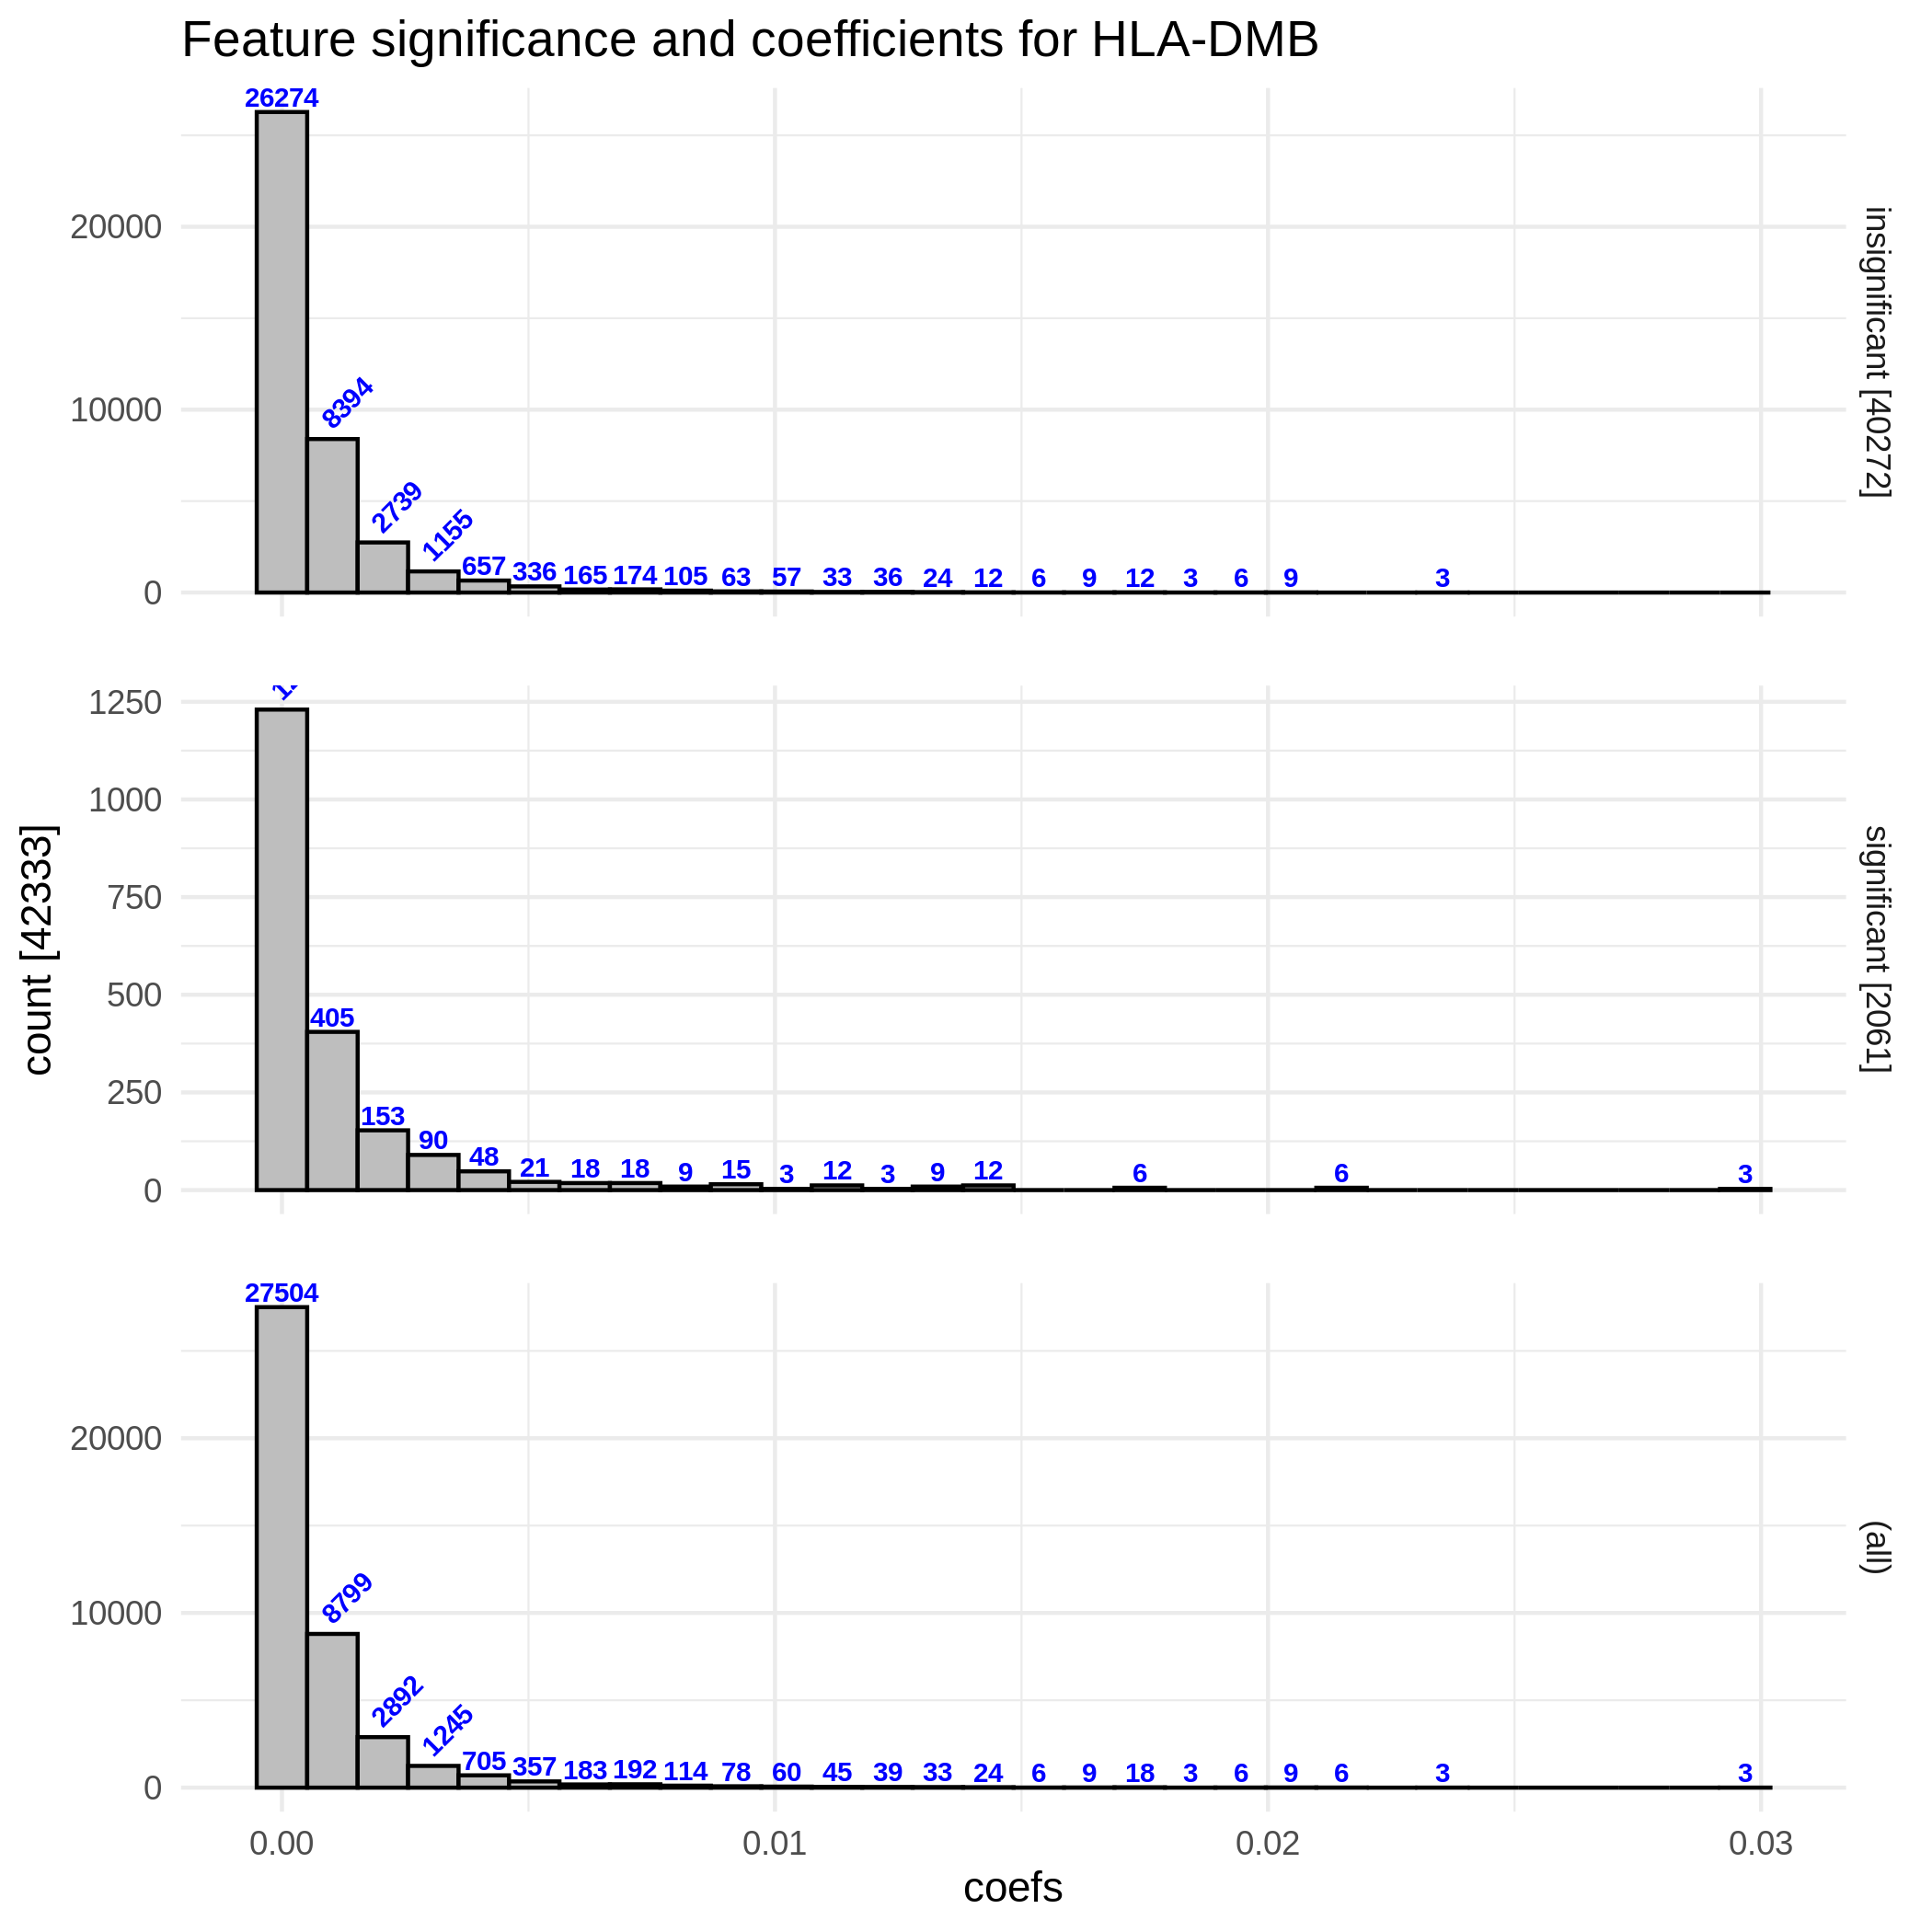 Feature significance and coefficients for HLA-DMB
26274
8394
2739
1155
657 336 165 174 105 63 57 33 36 24 12 6 9 12 3 6 9 3
20000
10000
0
insignificant [40272]
405
153
90
48 21 18 18 9 15 3 12 3 9 12 6 6 3
1250
1000
750
500
250
0
significant [2061]
count [42333]
27504
8799
2892
1245
705 357 183 192 114 78 60 45 39 33 24 6 9 18 3 6 9 6 3 3
20000
10000
0
(all)
0.00 0.01 0.02 0.03
coefs